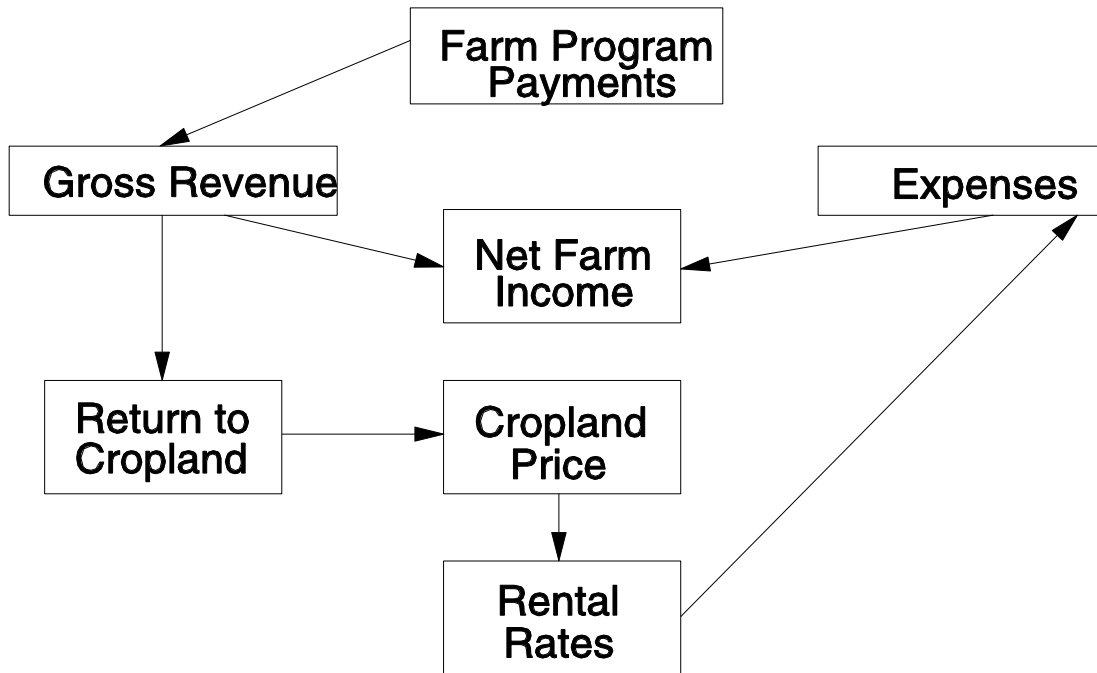 Farm Program
Payments
Gross Revenue
Expenses
Net Farm
Income
Return to
Cropland
Cropland
Price
Rental
Rates